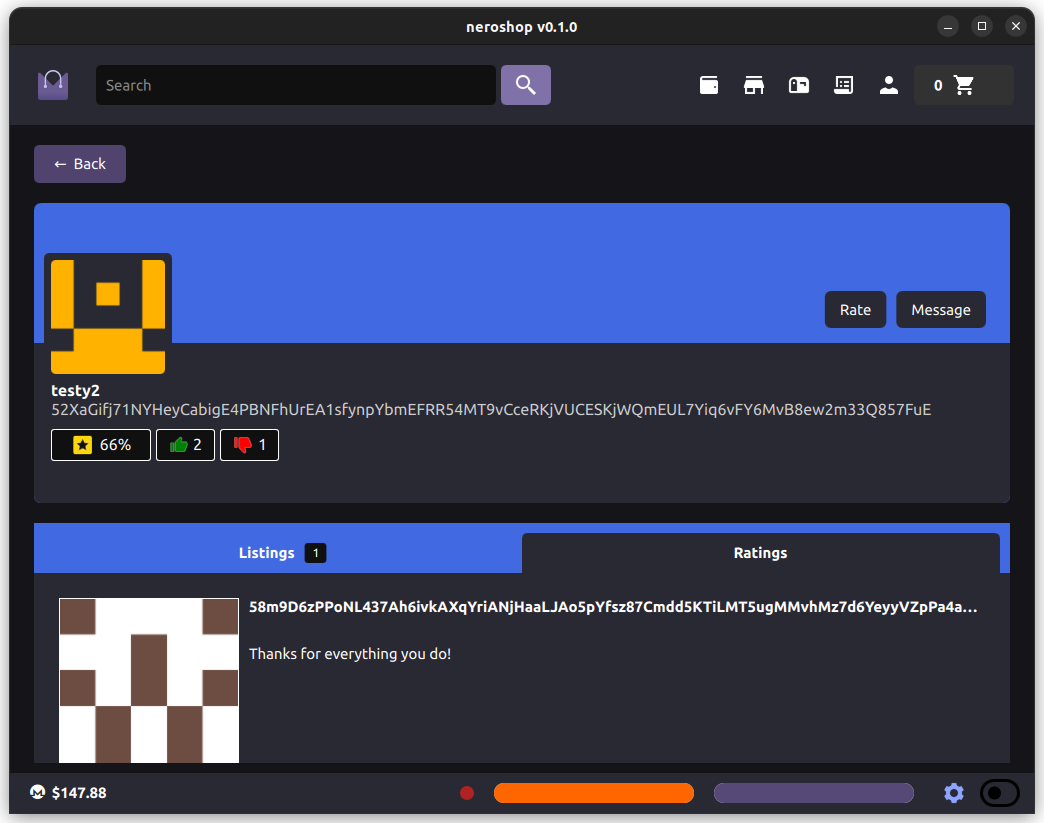 neroshop v0.1.0
Search
0
← Back
Rate
Message
testy2
52XaGifj71NYHeyCabigE4PBNFhUrEA1sfynpYbmEFRR54MT9vCceRKjVUCESKjWQmEUL7Yiq6vFY6MvB8ew2m33Q857FuE
66%
2
1
Listings 1
Ratings
58m9D6zPPoNL437Ah6ivkAXqYriANjHaaLJAo5pYfsz87Cmdd5KTiLMT5ugMMvhMz7d6YeyyVZpPa4a...
Thanks for everything you do!
$147.88